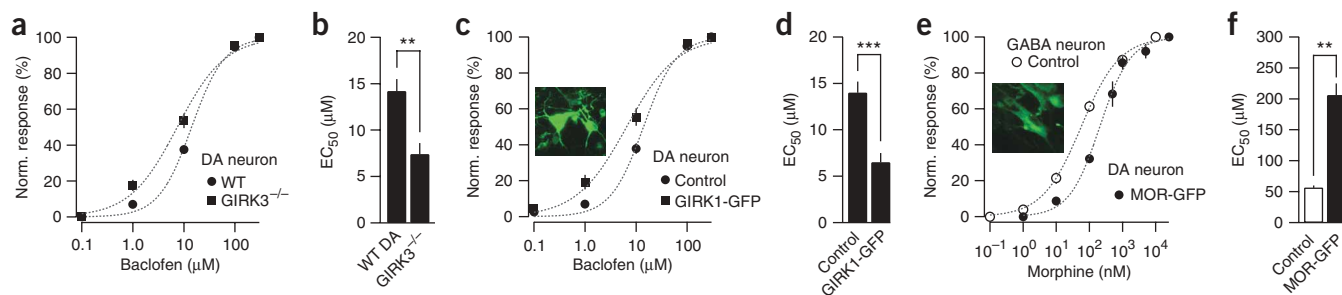 a
Norm. response (%)
100
80
60
40
20
0
DA neuron
WT
GIRK3−/−
0.1
1.0
10
100
Baclofen (μM)
b
**
EC50 (μM)
20
15
10
5
0
WT DA
GIRK3−/−
c
Norm. response (%)
100
80
60
40
20
0
DA neuron
Control
GIRK1-GFP
0.1
1.0
10
100
Baclofen (μM)
d
***
EC50 (μM)
20
15
10
5
0
Control
GIRK1-GFP
e
Norm. response (%)
100
80
60
40
20
0
GABA neuron
Control
DA neuron
MOR-GFP
10−1
100
101
102
103
104
Morphine (nM)
f
**
EC50 (μM)
300
250
200
150
100
50
0
Control
MOR-GFP